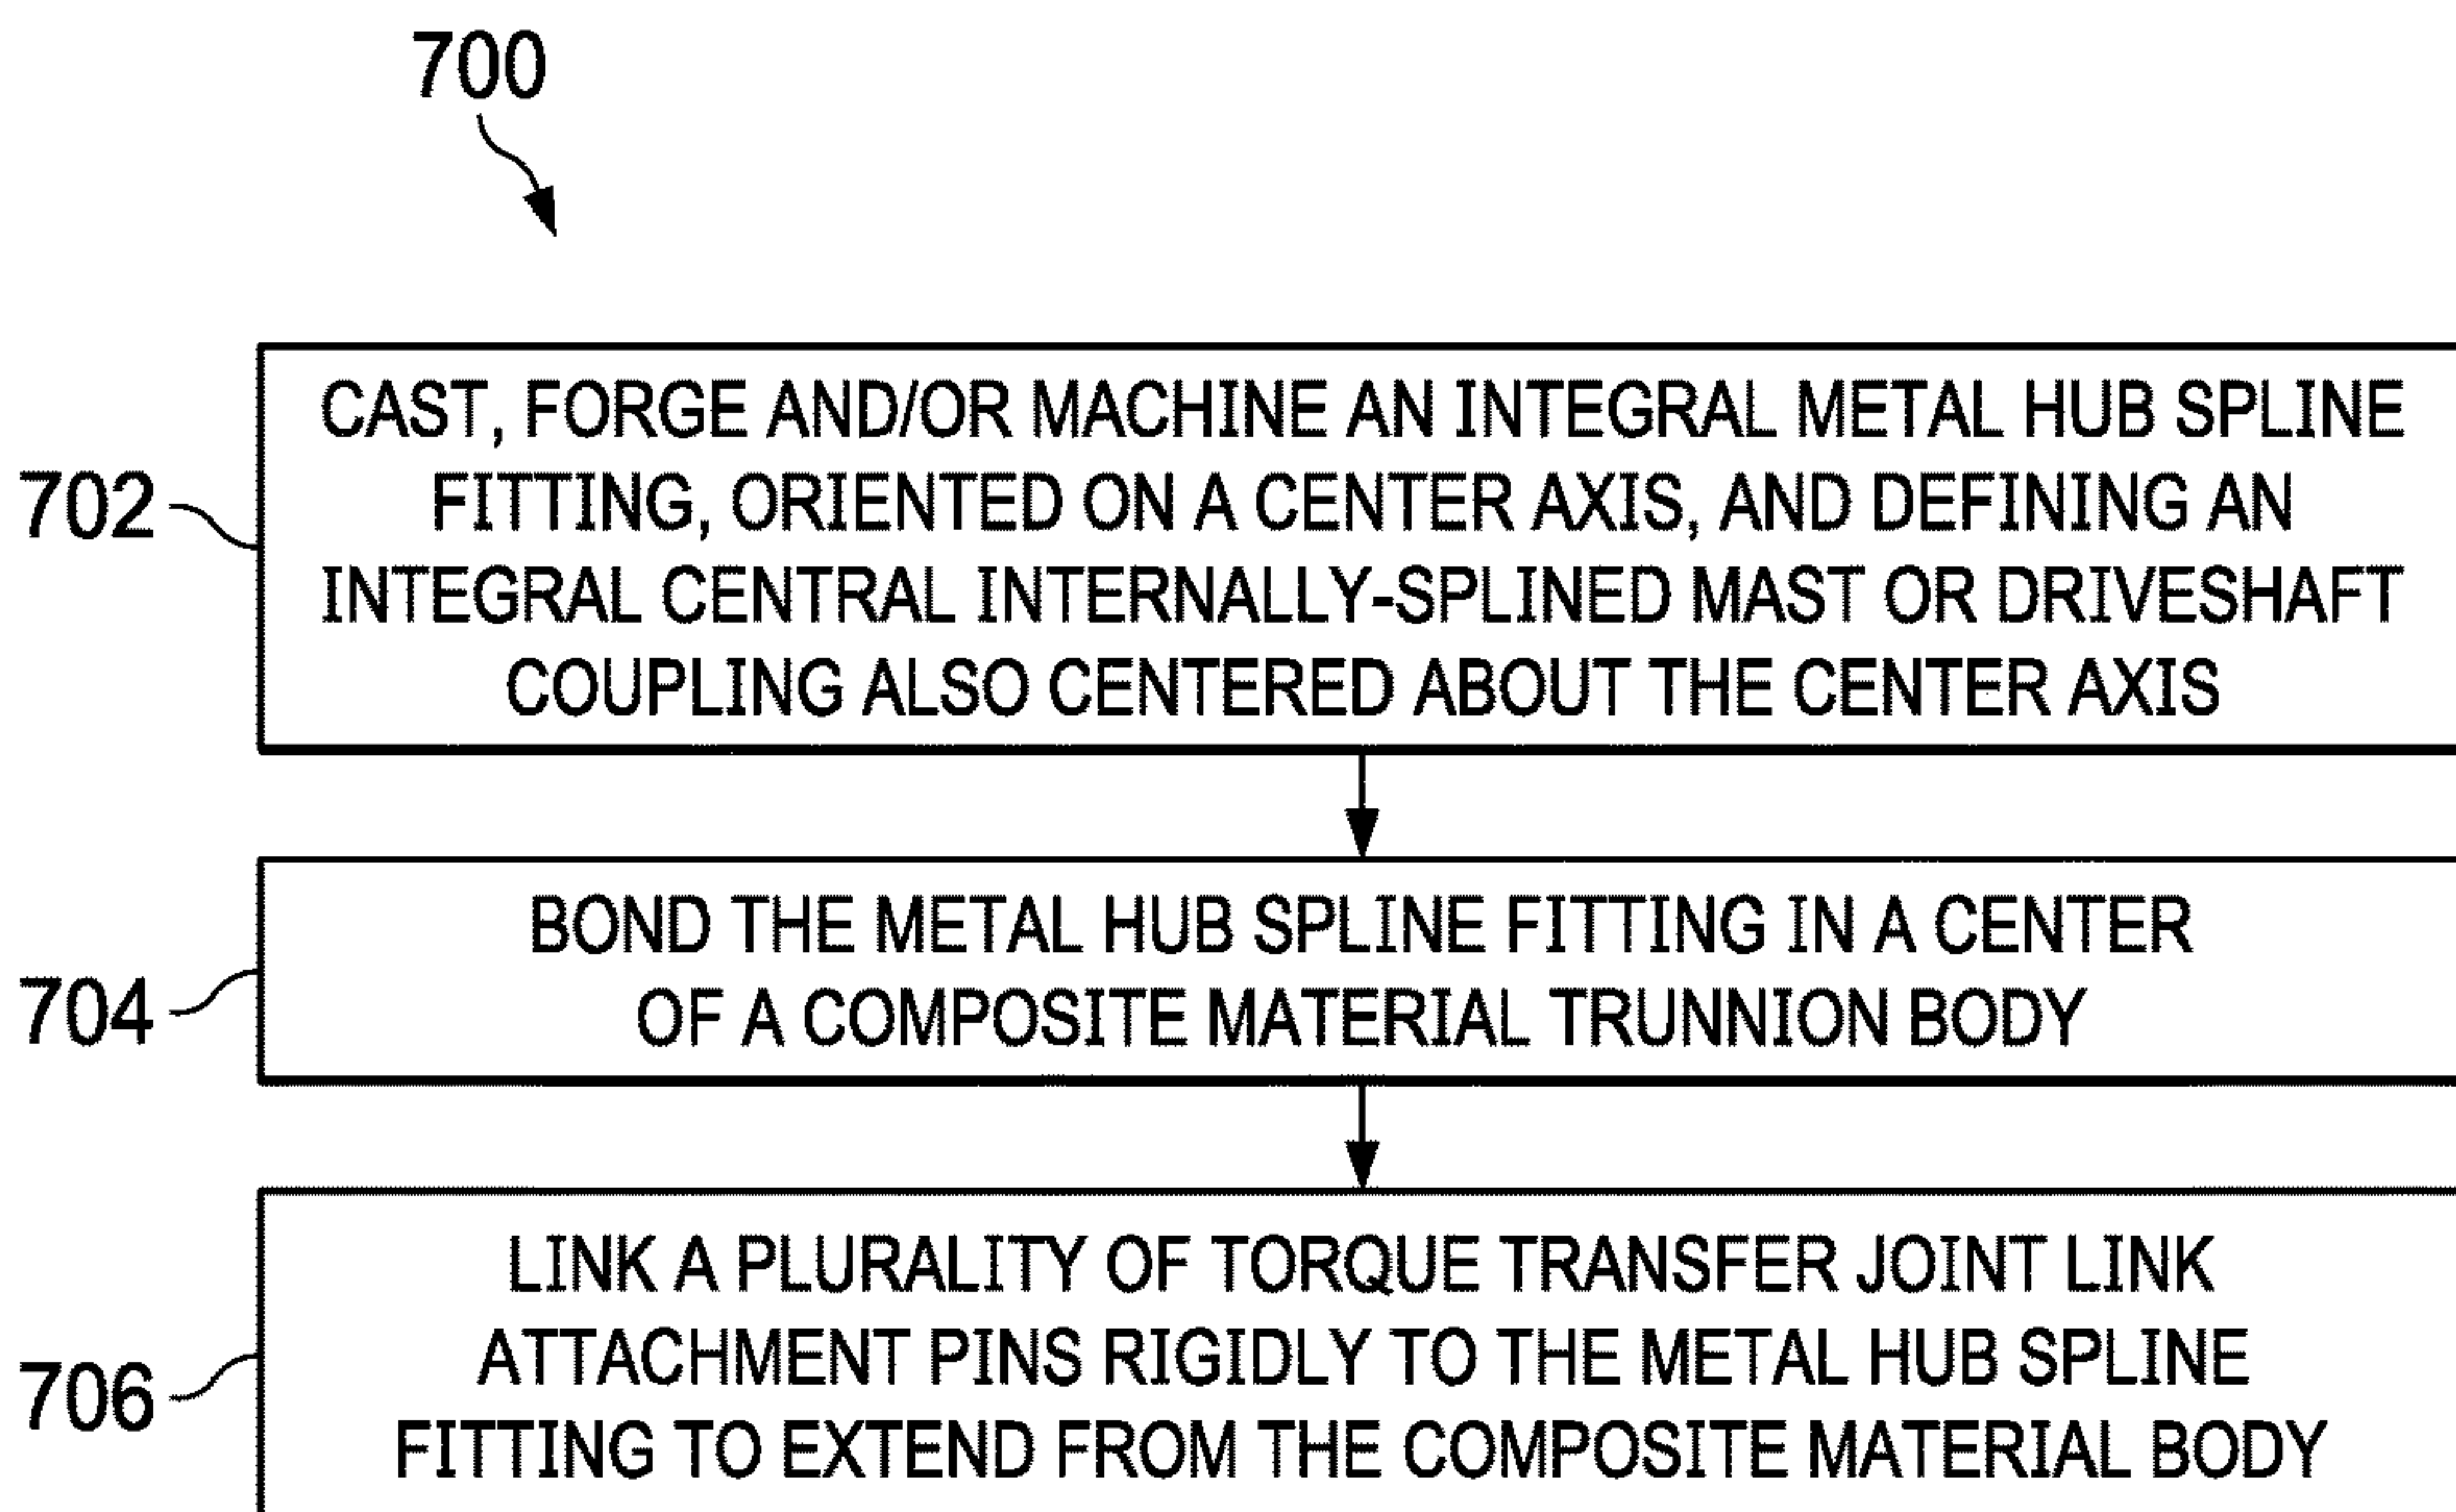 700
702
CAST, FORGE AND/OR MACHINE AN INTEGRAL METAL HUB SPLINE
FITTING, ORIENTED ON A CENTER AXIS, AND DEFINING AN
INTEGRAL CENTRAL INTERNALLY-SPLINED MAST OR DRIVESHAFT
COUPLING ALSO CENTERED ABOUT THE CENTER AXIS
704
BOND THE METAL HUB SPLINE FITTING IN A CENTER
OF A COMPOSITE MATERIAL TRUNNION BODY
706
LINK A PLURALITY OF TORQUE TRANSFER JOINT LINK
ATTACHMENT PINS RIGIDLY TO THE METAL HUB SPLINE
FITTING TO EXTEND FROM THE COMPOSITE MATERIAL BODY